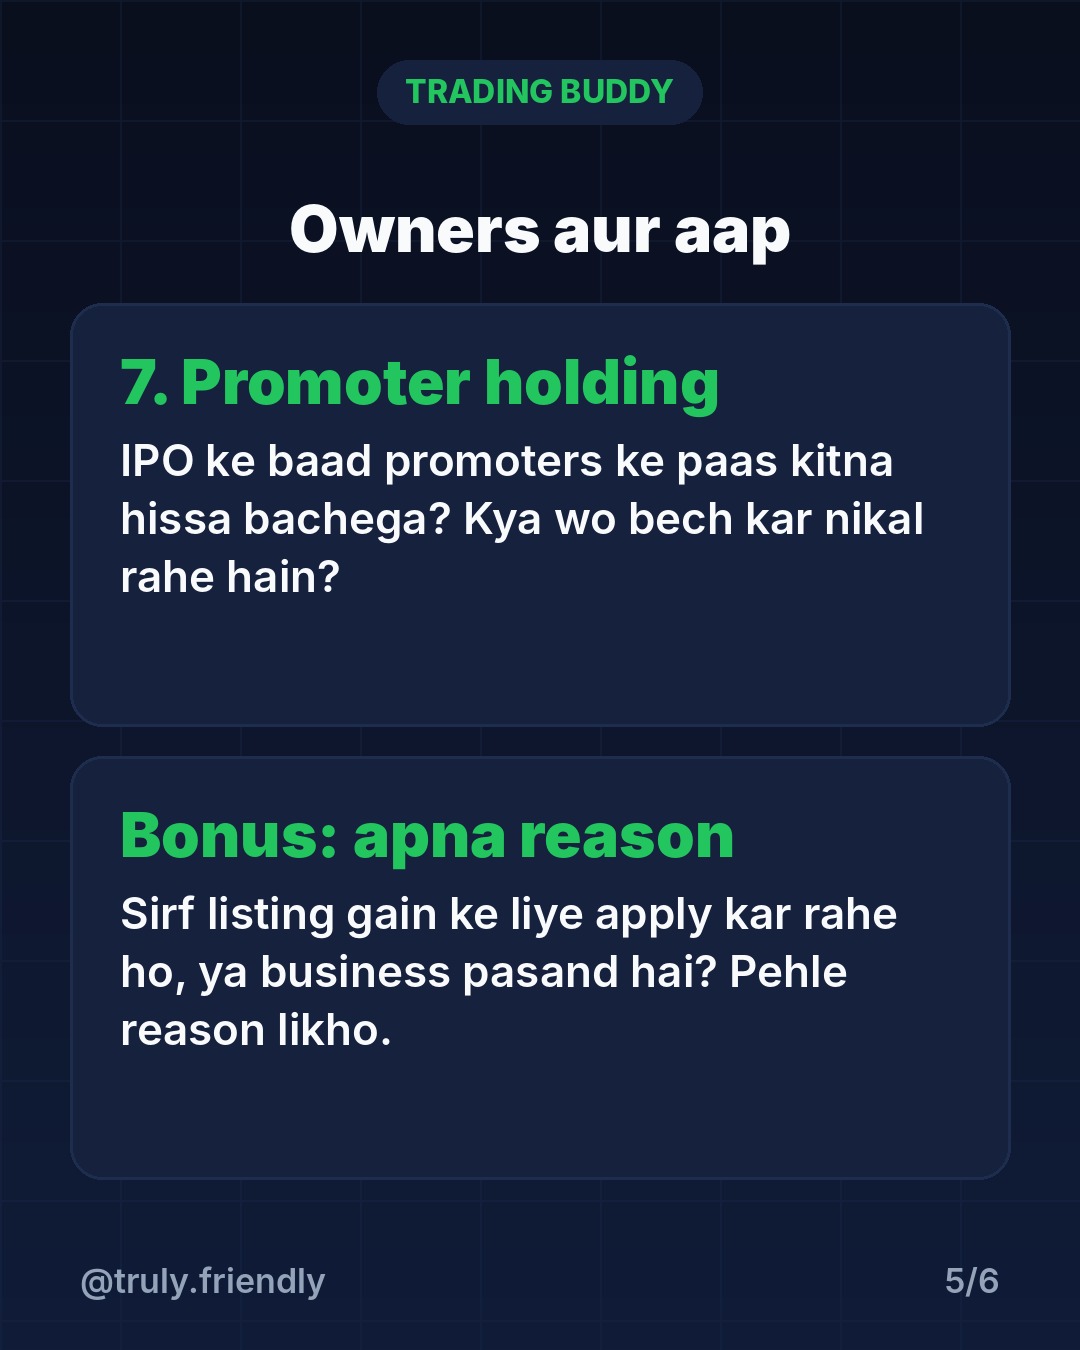 TRADING BUDDY
Owners aur aap
7. Promoter holding
IPO ke baad promoters ke paas kitna
hissa bachega? Kya wo bech kar nikal
rahe hain?
Bonus: apna reason
Sirf listing gain ke liye apply kar rahe
ho, ya business pasand hai? Pehle
reason likho.
@truly.friendly
5/6